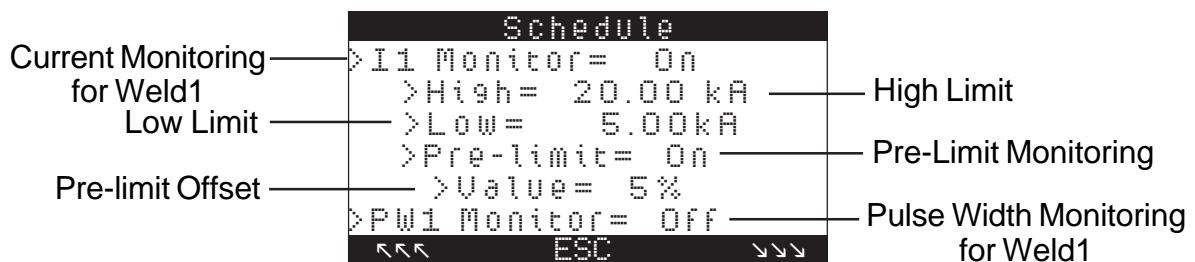 Schedule
Current Monitoring
for Weld1
>I1 Monitor= On
>High= 20.00 kA
High Limit
Low Limit
>Low= 5.00kA
>Pre-limit= On
Pre-Limit Monitoring
Pre-limit Offset
>Value= 5%
>PW1 Monitor= Off
Pulse Width Monitoring
for Weld1
↖↖↖ ESC ↘↘↘